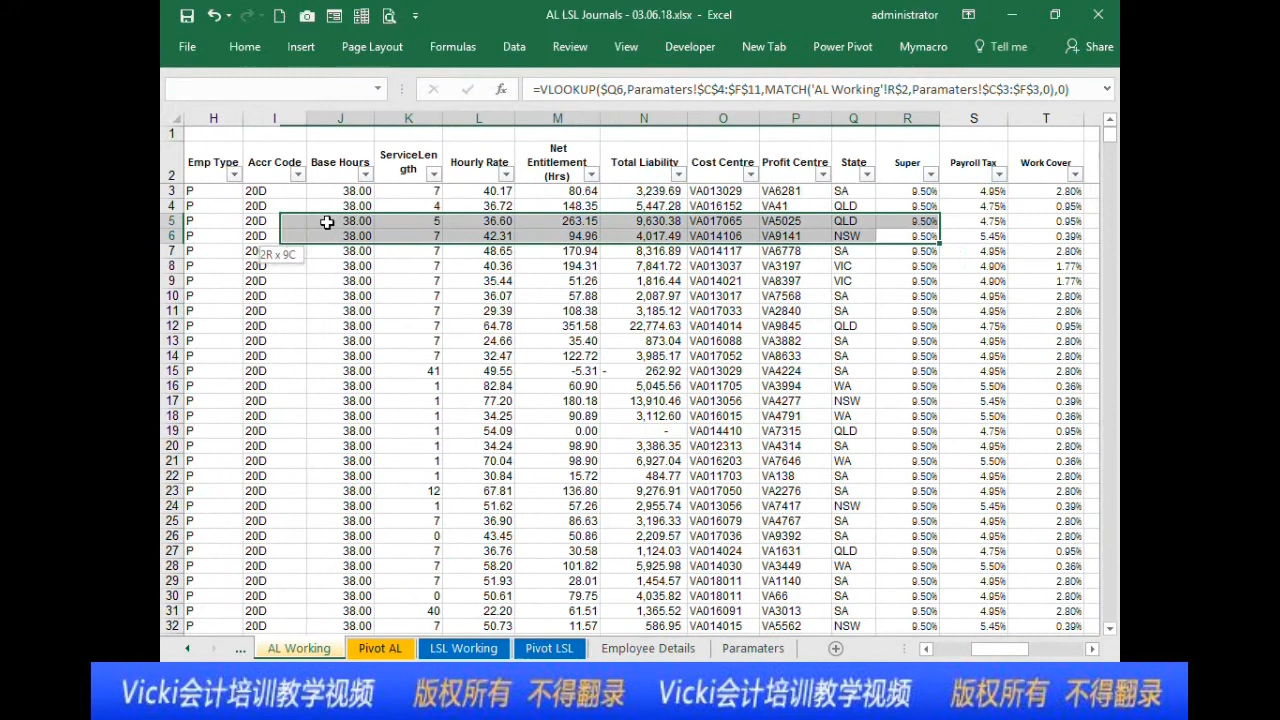 AL LSL Journals - 03.06.18.xlsx - Excel administrator
File Home Insert Page Layout Formulas Data Review View Developer New Tab Power Pivot Mymacro Tell me Share
fx =VLOOKUP($Q6,Paramaters!$C$4:$F$11,MATCH('AL Working'!R$2,Paramaters!$C$3:$F$3,0),0)
H I J K L M N O P Q R S T
1
2 Emp Type Accr Code Base Hours ServiceLength Hourly Rate Net Entitlement (Hrs) Total Liability Cost Centre Profit Centre State Super Payroll Tax Work Cover
3 P 20D 38.00 7 40.17 80.64 3,239.69 VA013029 VA6281 SA 9.50% 4.95% 2.80%
4 P 20D 38.00 4 36.72 148.35 5,447.28 VA016152 VA41 QLD 9.50% 4.75% 0.95%
5 P 20D 38.00 5 36.60 263.15 9,630.38 VA017065 VA5025 QLD 9.50% 4.75% 0.95%
6 P 20D 38.00 7 42.31 94.96 4,017.49 VA014106 VA9141 NSW 9.50% 5.45% 0.39%
7 P 20 38.00 7 48.65 170.94 8,316.89 VA014117 VA6778 SA 9.50% 4.95% 2.80%
2R x 9C
8 P 20D 38.00 7 40.36 194.31 7,841.72 VA013037 VA3197 VIC 9.50% 4.90% 1.77%
9 P 20D 38.00 7 35.44 51.26 1,816.44 VA014021 VA8397 VIC 9.50% 4.90% 1.77%
10 P 20D 38.00 7 36.07 57.88 2,087.97 VA013017 VA7568 SA 9.50% 4.95% 2.80%
11 P 20D 38.00 7 29.39 108.38 3,185.12 VA017033 VA2840 SA 9.50% 4.95% 2.80%
12 P 20D 38.00 7 64.78 351.58 22,774.63 VA014014 VA9845 QLD 9.50% 4.75% 0.95%
13 P 20D 38.00 7 24.66 35.40 873.04 VA016088 VA3882 SA 9.50% 4.95% 2.80%
14 P 20D 38.00 7 32.47 122.72 3,985.17 VA017052 VA8633 SA 9.50% 4.95% 2.80%
15 P 20D 38.00 41 49.55 -5.31 - 262.92 VA013029 VA4224 SA 9.50% 4.95% 2.80%
16 P 20D 38.00 1 82.84 60.90 5,045.56 VA011705 VA3994 WA 9.50% 5.50% 0.36%
17 P 20D 38.00 1 77.20 180.18 13,910.46 VA013056 VA4277 NSW 9.50% 5.45% 0.39%
18 P 20D 38.00 1 34.25 90.89 3,112.60 VA016015 VA4791 WA 9.50% 5.50% 0.36%
19 P 20D 38.00 1 54.09 0.00 - VA014410 VA7315 QLD 9.50% 4.75% 0.95%
20 P 20D 38.00 1 34.24 98.90 3,386.35 VA012313 VA4314 SA 9.50% 4.95% 2.80%
21 P 20D 38.00 1 70.04 98.90 6,927.04 VA016203 VA7646 WA 9.50% 5.50% 0.36%
22 P 20D 38.00 1 30.84 15.72 484.77 VA011713 VA138 SA 9.50% 4.95% 2.80%
23 P 20D 38.00 12 67.81 136.80 9,276.91 VA017050 VA2276 SA 9.50% 4.95% 2.80%
24 P 20D 38.00 1 51.62 57.26 2,955.74 VA013056 VA7417 NSW 9.50% 5.45% 0.39%
25 P 20D 38.00 7 36.90 86.63 3,196.33 VA016079 VA4767 SA 9.50% 4.95% 2.80%
26 P 20D 38.00 0 43.45 50.86 2,209.57 VA017036 VA9392 SA 9.50% 4.95% 2.80%
27 P 20D 38.00 7 36.76 30.58 1,124.03 VA014024 VA1631 QLD 9.50% 4.75% 0.95%
28 P 20D 38.00 7 58.20 101.82 5,925.98 VA014030 VA3449 WA 9.50% 5.50% 0.36%
29 P 20D 38.00 7 51.93 28.01 1,454.57 VA018011 VA1140 SA 9.50% 4.95% 2.80%
30 P 20D 38.00 0 50.61 79.75 4,035.82 VA018011 VA66 SA 9.50% 4.95% 2.80%
31 P 20D 38.00 40 22.20 61.51 1,365.52 VA016091 VA3013 SA 9.50% 4.95% 2.80%
32 P 20D 38.00 7 50.73 11.57 586.95 VA014015 VA5562 NSW 9.50% 5.45% 0.39%
... AL Working Pivot AL LSL Working Pivot LSL Employee Details Paramaters
Vicki会计培训教学视频 版权所有 不得翻录 Vicki会计培训教学视频 版权所有 不得翻录